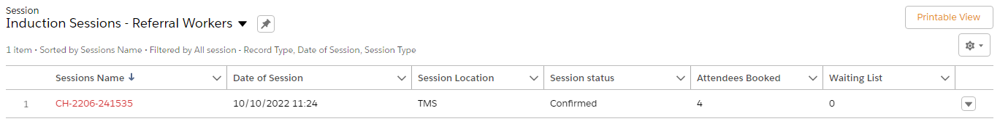 Session
Induction Sessions - Referral Workers
Printable View
1 item • Sorted by Sessions Name • Filtered by All session - Record Type, Date of Session, Session Type
Sessions Name Date of Session Session Location Session status Attendees Booked Waiting List
1 CH-2206-241535 10/10/2022 11:24 TMS Confirmed 4 0